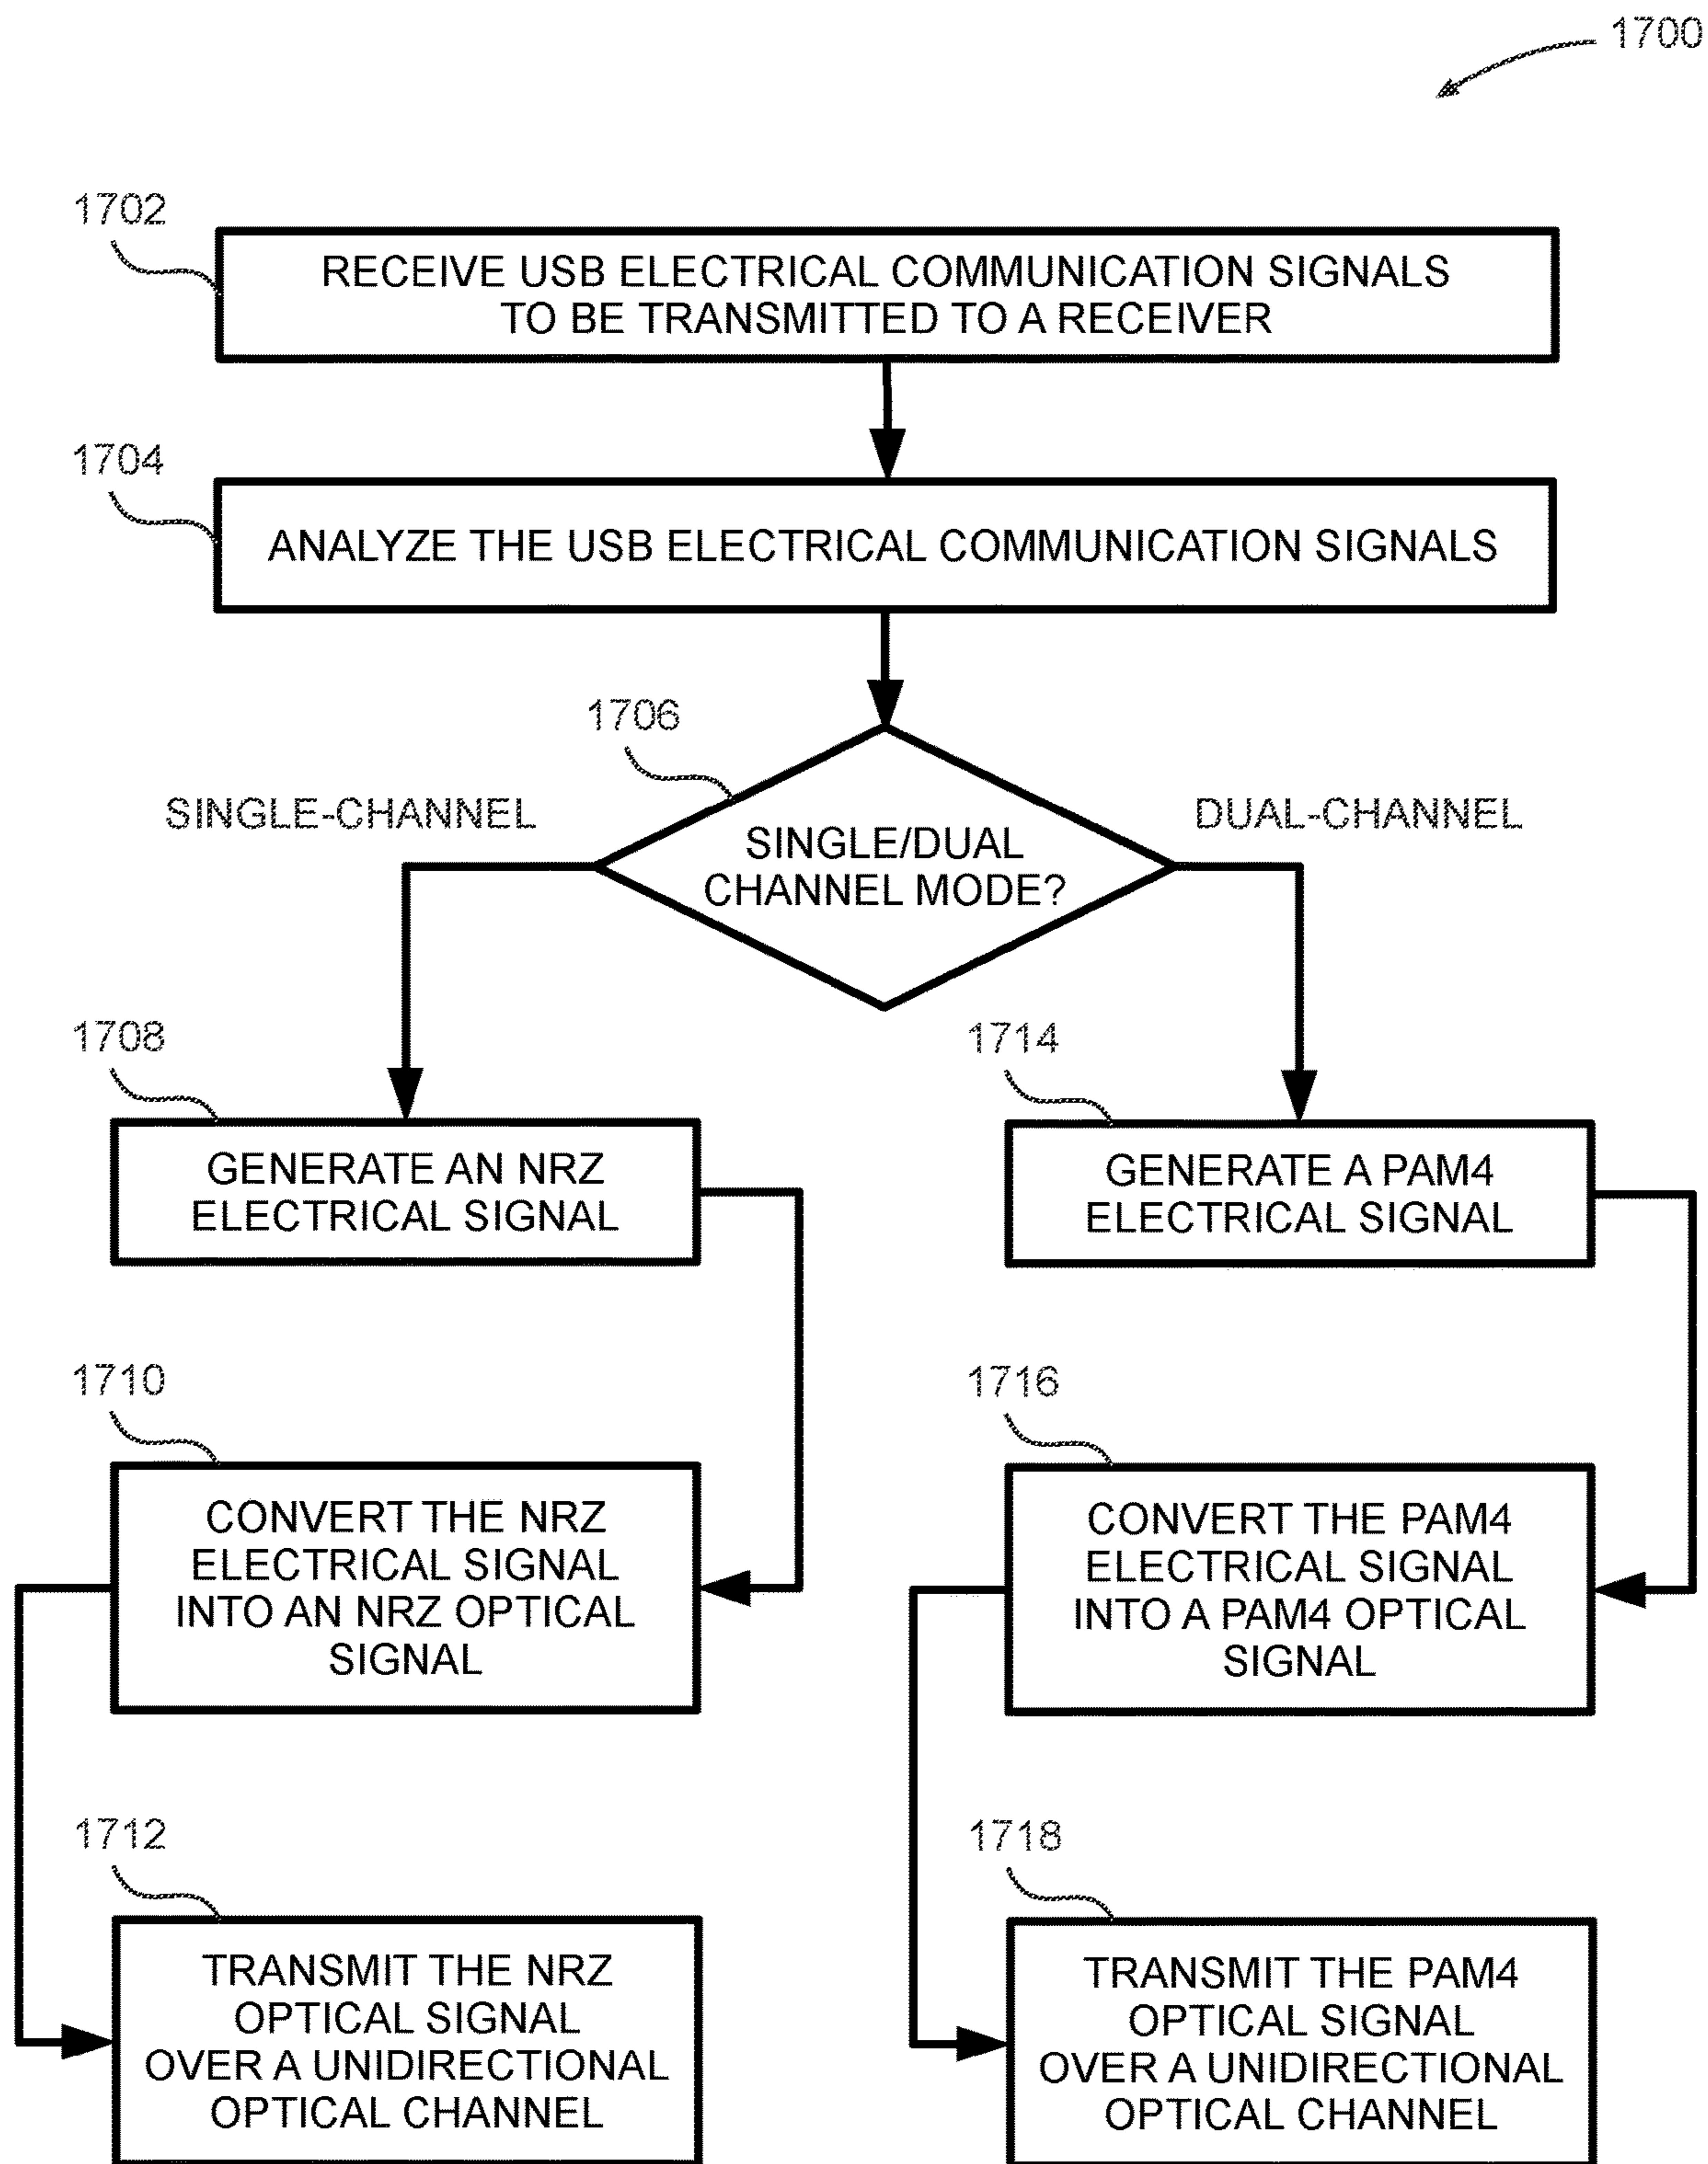 1700
1702
RECEIVE USB ELECTRICAL COMMUNICATION SIGNALS
TO BE TRANSMITTED TO A RECEIVER
1704
ANALYZE THE USB ELECTRICAL COMMUNICATION SIGNALS
1706
SINGLE-CHANNEL
DUAL-CHANNEL
SINGLE/DUAL
CHANNEL MODE?
1708
GENERATE AN NRZ
ELECTRICAL SIGNAL
1710
CONVERT THE NRZ
ELECTRICAL SIGNAL
INTO AN NRZ OPTICAL
SIGNAL
1712
TRANSMIT THE NRZ
OPTICAL SIGNAL
OVER A UNIDIRECTIONAL
OPTICAL CHANNEL
1714
GENERATE A PAM4
ELECTRICAL SIGNAL
1716
CONVERT THE PAM4
ELECTRICAL SIGNAL
INTO A PAM4 OPTICAL
SIGNAL
1718
TRANSMIT THE PAM4
OPTICAL SIGNAL
OVER A UNIDIRECTIONAL
OPTICAL CHANNEL